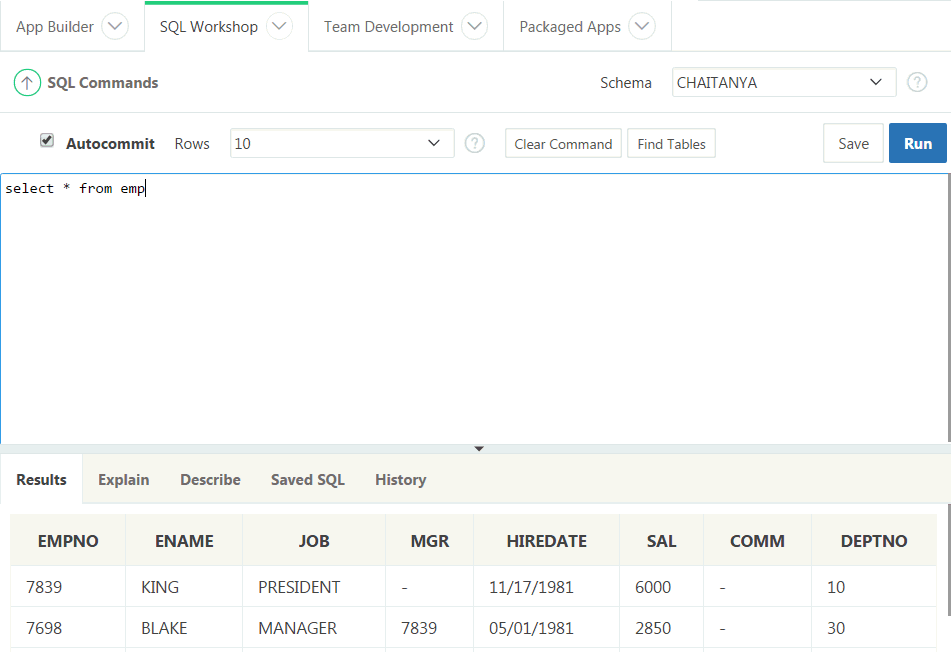 App Builder SQL Workshop Team Development Packaged Apps
SQL Commands Schema CHAITANYA ?
Autocommit Rows 10 ? Clear Command Find Tables Save Run
select * from emp
Results Explain Describe Saved SQL History
EMPNO ENAME JOB MGR HIREDATE SAL COMM DEPTNO
7839 KING PRESIDENT - 11/17/1981 6000 - 10
7698 BLAKE MANAGER 7839 05/01/1981 2850 - 30